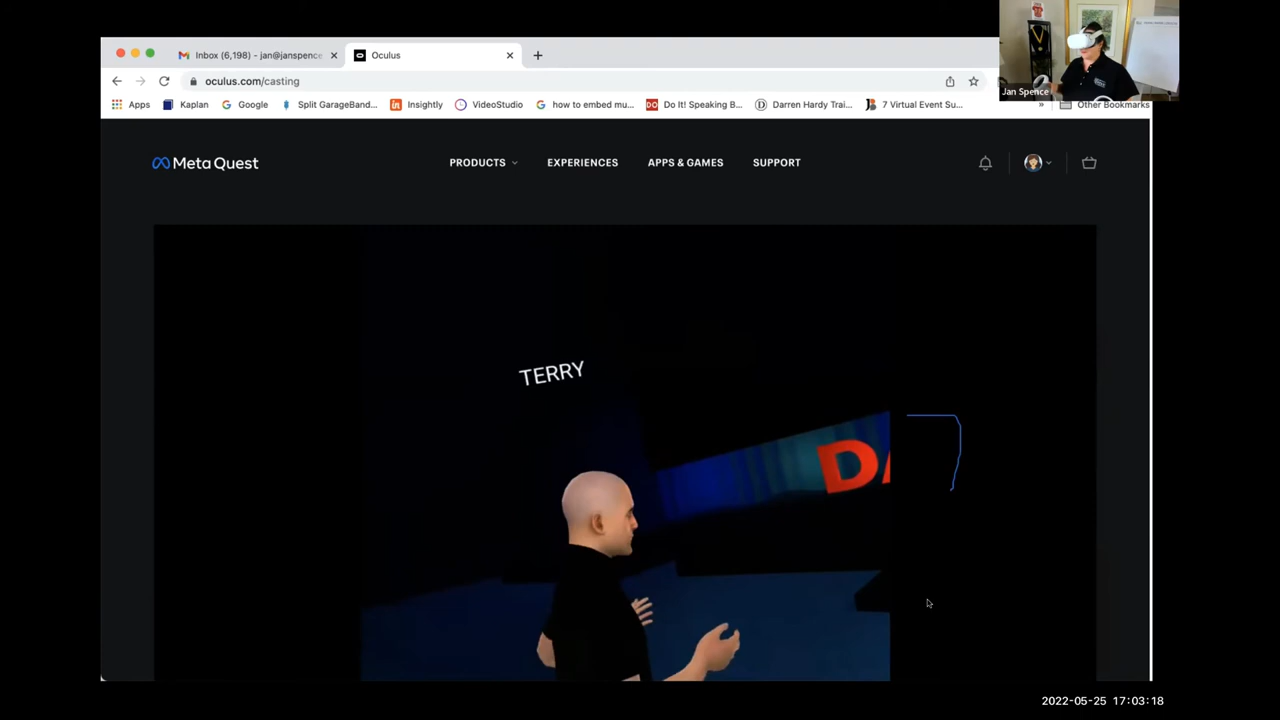 Inbox (6,198) - jan@janspence
Oculus
oculus.com/casting
Jan Spence
Apps
Kaplan
Google
Split GarageBand...
Insightly
VideoStudio
how to embed mu...
DO Do It! Speaking B...
Darren Hardy Trai...
7 Virtual Event Su...
»
Other Bookmarks
Meta Quest
PRODUCTS
EXPERIENCES
APPS & GAMES
SUPPORT
TERRY
DA
2022-05-25 17:03:18